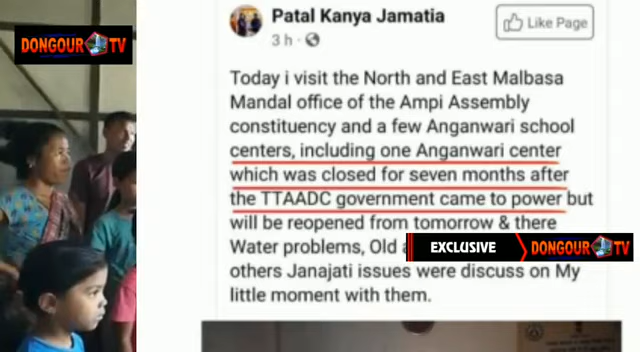 DONGOUR TV
Patal Kanya Jamatia
3 h
Like Page
Today i visit the North and East Malbasa
Mandal office of the Ampi Assembly
constituency and a few Anganwari school
centers, including one Anganwari center
which was closed for seven months after
the TTAADC government came to power but
will be reopened from tomorrow & there
Water problems, Old
EXCLUSIVE DONGOUR TV
others Janajati issues were discuss on My
little moment with them.